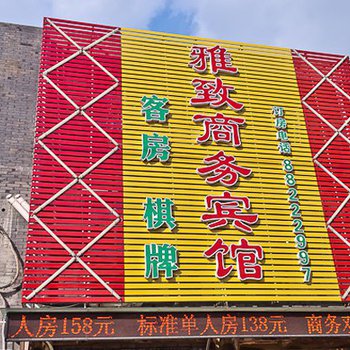 雅致商务宾馆
客房棋牌
订房电话 88222997
人房158元 标准单人房138元 商务